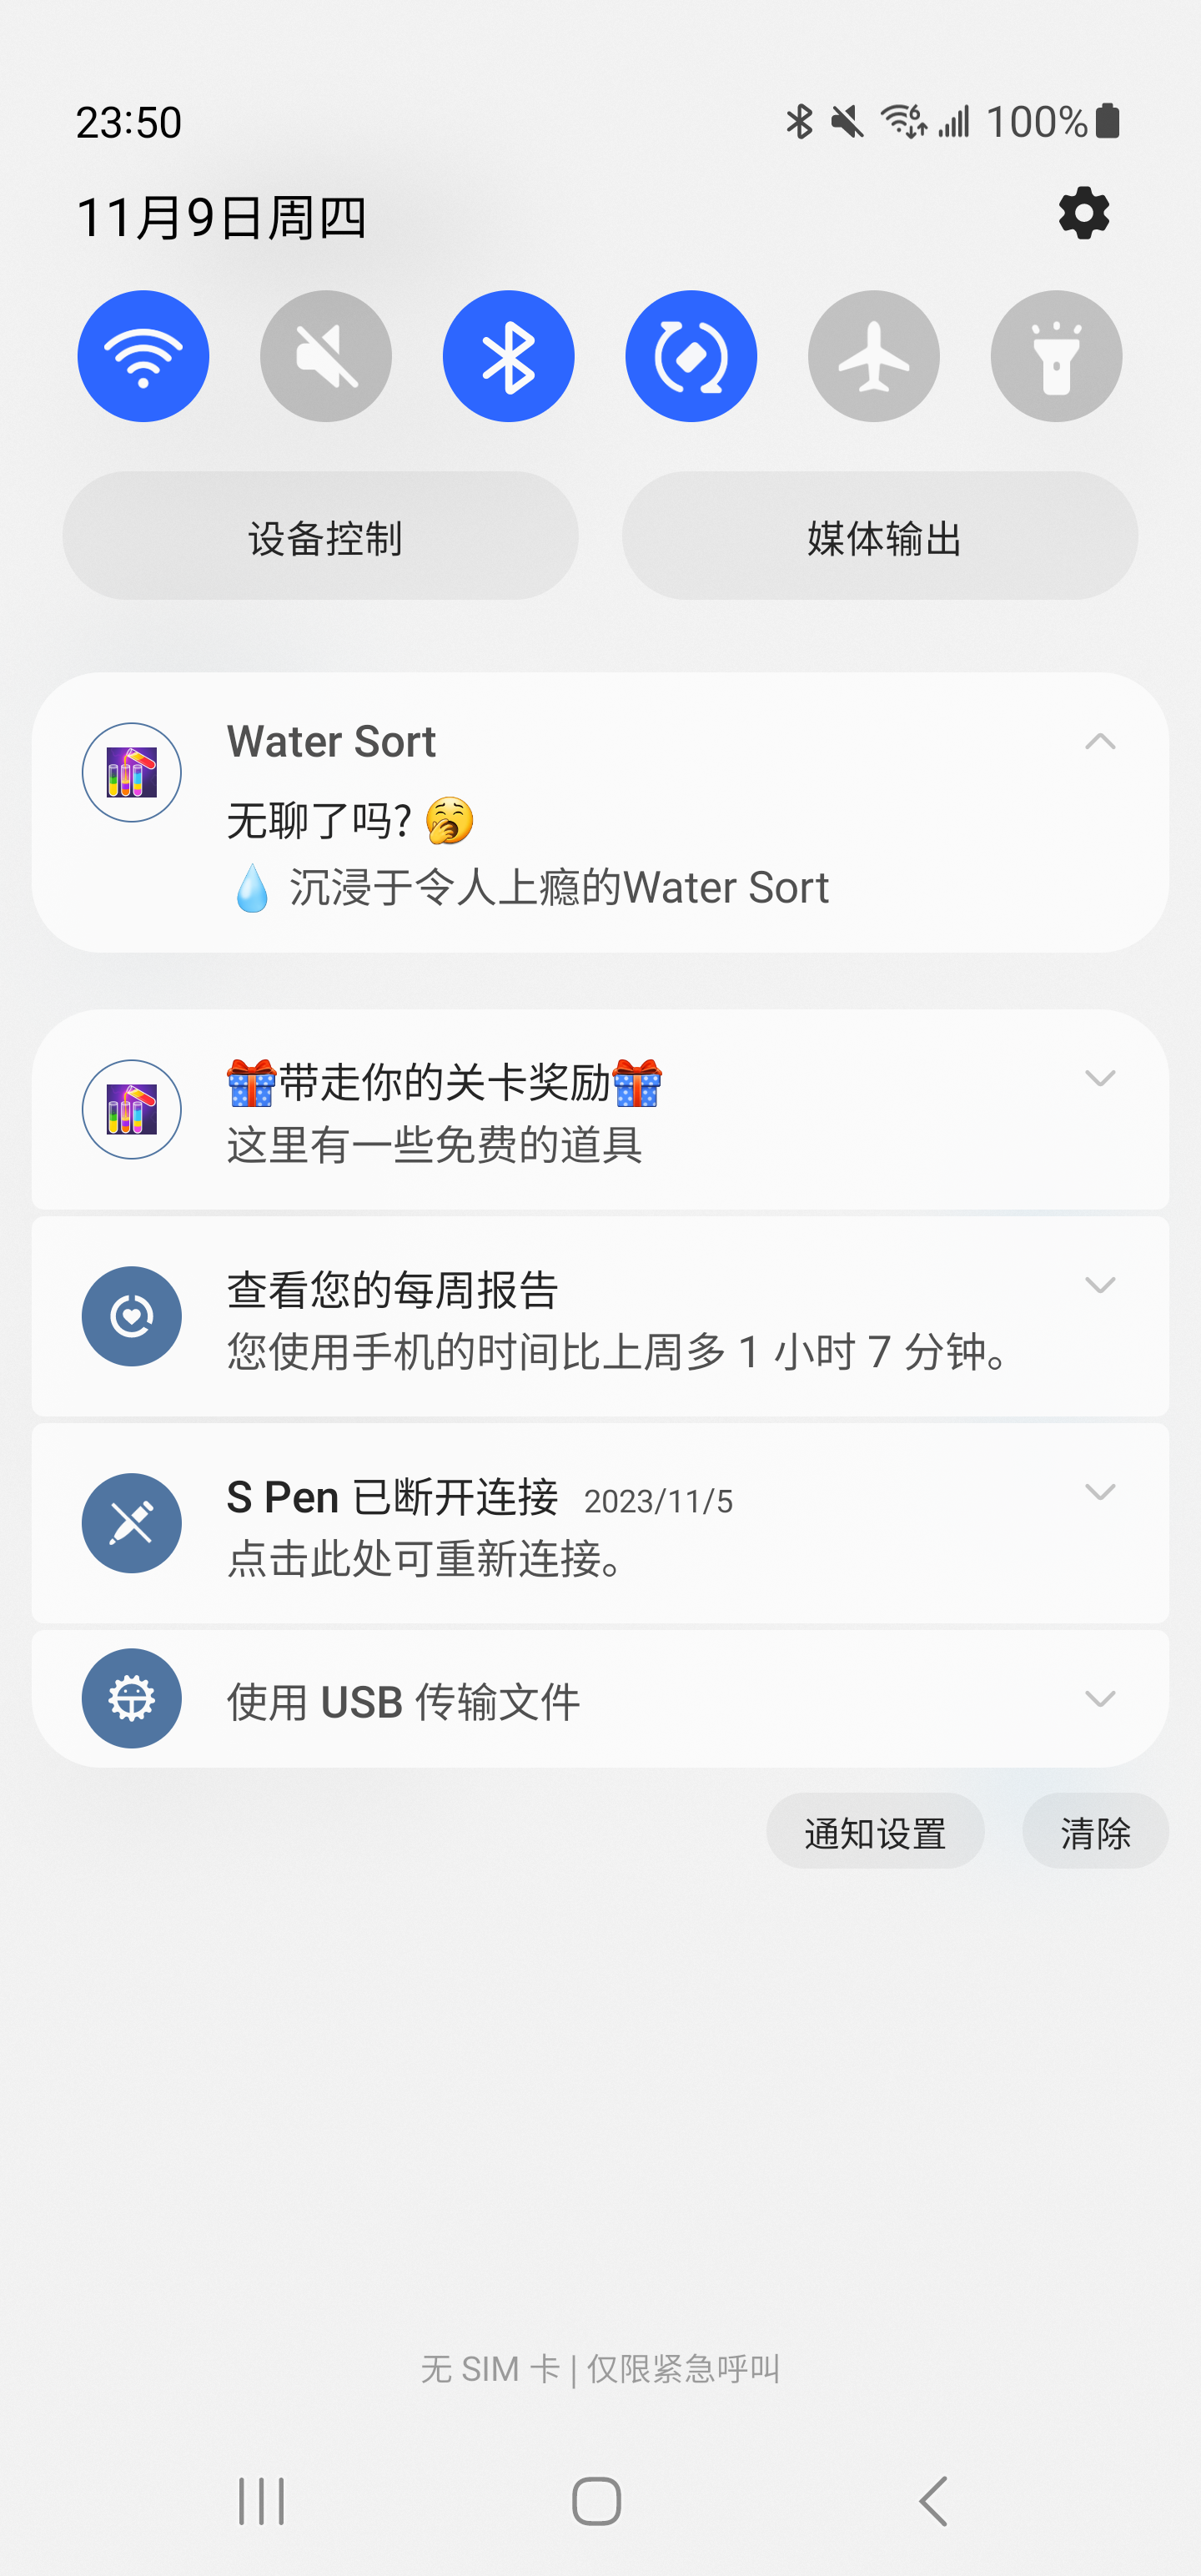 23:50
6 100%
11月9日周四
设备控制
媒体输出
Water Sort
无聊了吗? 🥱
💧 沉浸于令人上瘾的Water Sort
🎁带走你的关卡奖励🎁
这里有一些免费的道具
查看您的每周报告
您使用手机的时间比上周多 1 小时 7 分钟。
S Pen 已断开连接 2023/11/5
点击此处可重新连接。
使用 USB 传输文件
通知设置
清除
无 SIM 卡 | 仅限紧急呼叫